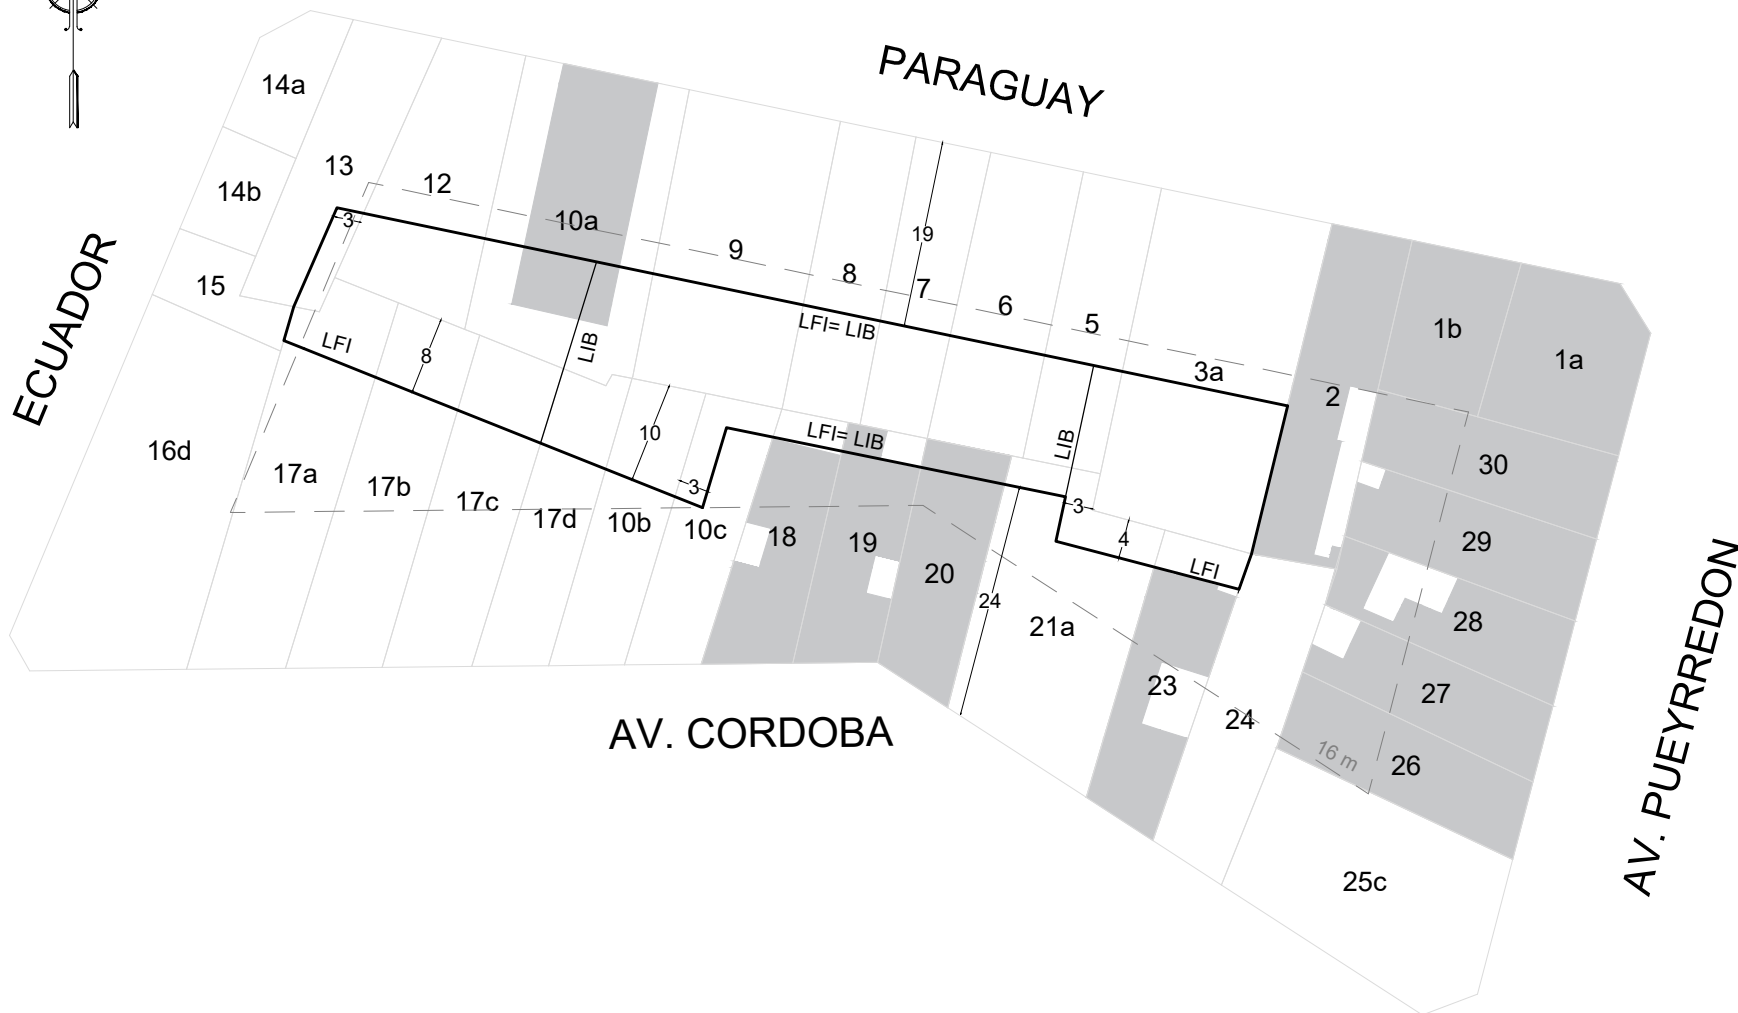 PARAGUAY
14a
13
14b
12
3
10a
19
9
8
7
6
5
15
ECUADOR
LFI
8
LIB
LFI= LIB
3a
1b
1a
2
16d
17a
17b
17c
17d
10b
10
3
10c
LFI= LIB
LIB
3
4
LFI
18
19
20
24
21a
23
24
16 m
30
29
28
27
26
25c
AV. CORDOBA
AV. PUEYRREDON